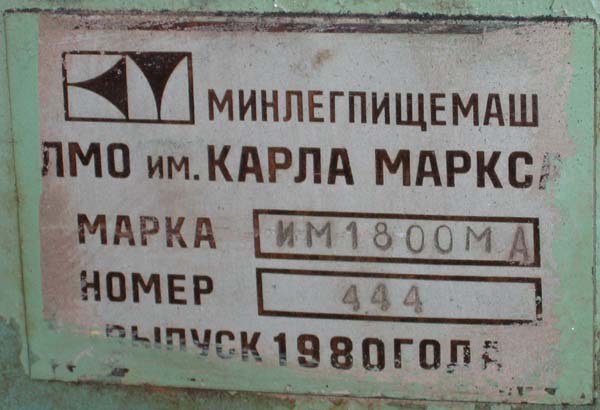 МИНЛЕГПИЩЕМАШ
ЛМО им. КАРЛА МАРКСА
МАРКА ИМ1800МА
НОМЕР 444
ВЫПУСК 1980 ГОДА